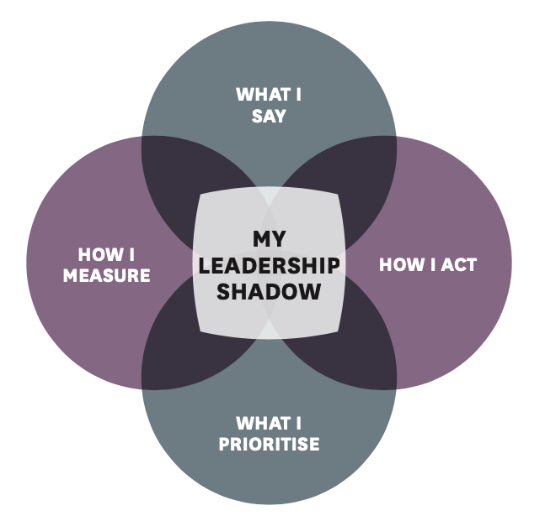 WHAT I
SAY
HOW I
MEASURE
MY
LEADERSHIP
SHADOW
HOW I ACT
WHAT I
PRIORITISE